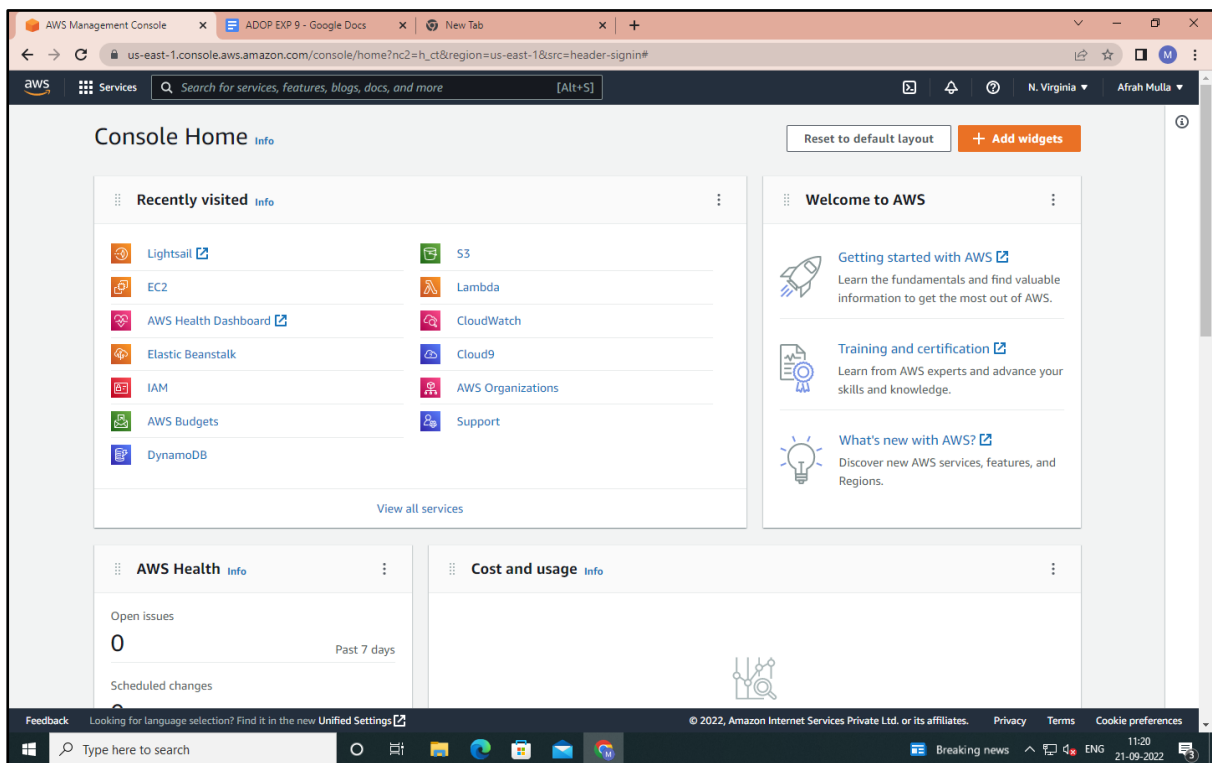 AWS Management Console
ADOP EXP 9 - Google Docs
New Tab
us-east-1.console.aws.amazon.com/console/home?nc2=h_ct&region=us-east-1&src=header-signin#
M
aws
Services
Search for services, features, blogs, docs, and more
[Alt+S]
N. Virginia
Afrah Mulla
Console Home Info
Reset to default layout
+ Add widgets
Recently visited Info
Lightsail
EC2
AWS Health Dashboard
Elastic Beanstalk
IAM
AWS Budgets
DynamoDB
S3
Lambda
CloudWatch
Cloud9
AWS Organizations
Support
View all services
Welcome to AWS
Getting started with AWS
Learn the fundamentals and find valuable
information to get the most out of AWS.
Training and certification
Learn from AWS experts and advance your
skills and knowledge.
What's new with AWS?
Discover new AWS services, features, and
Regions.
AWS Health Info
Open issues
0
Past 7 days
Scheduled changes
Cost and usage Info
Feedback
Looking for language selection? Find it in the new Unified Settings
© 2022, Amazon Internet Services Private Ltd. or its affiliates.
Privacy
Terms
Cookie preferences
Type here to search
M
Breaking news
ENG
11:20
21-09-2022
3